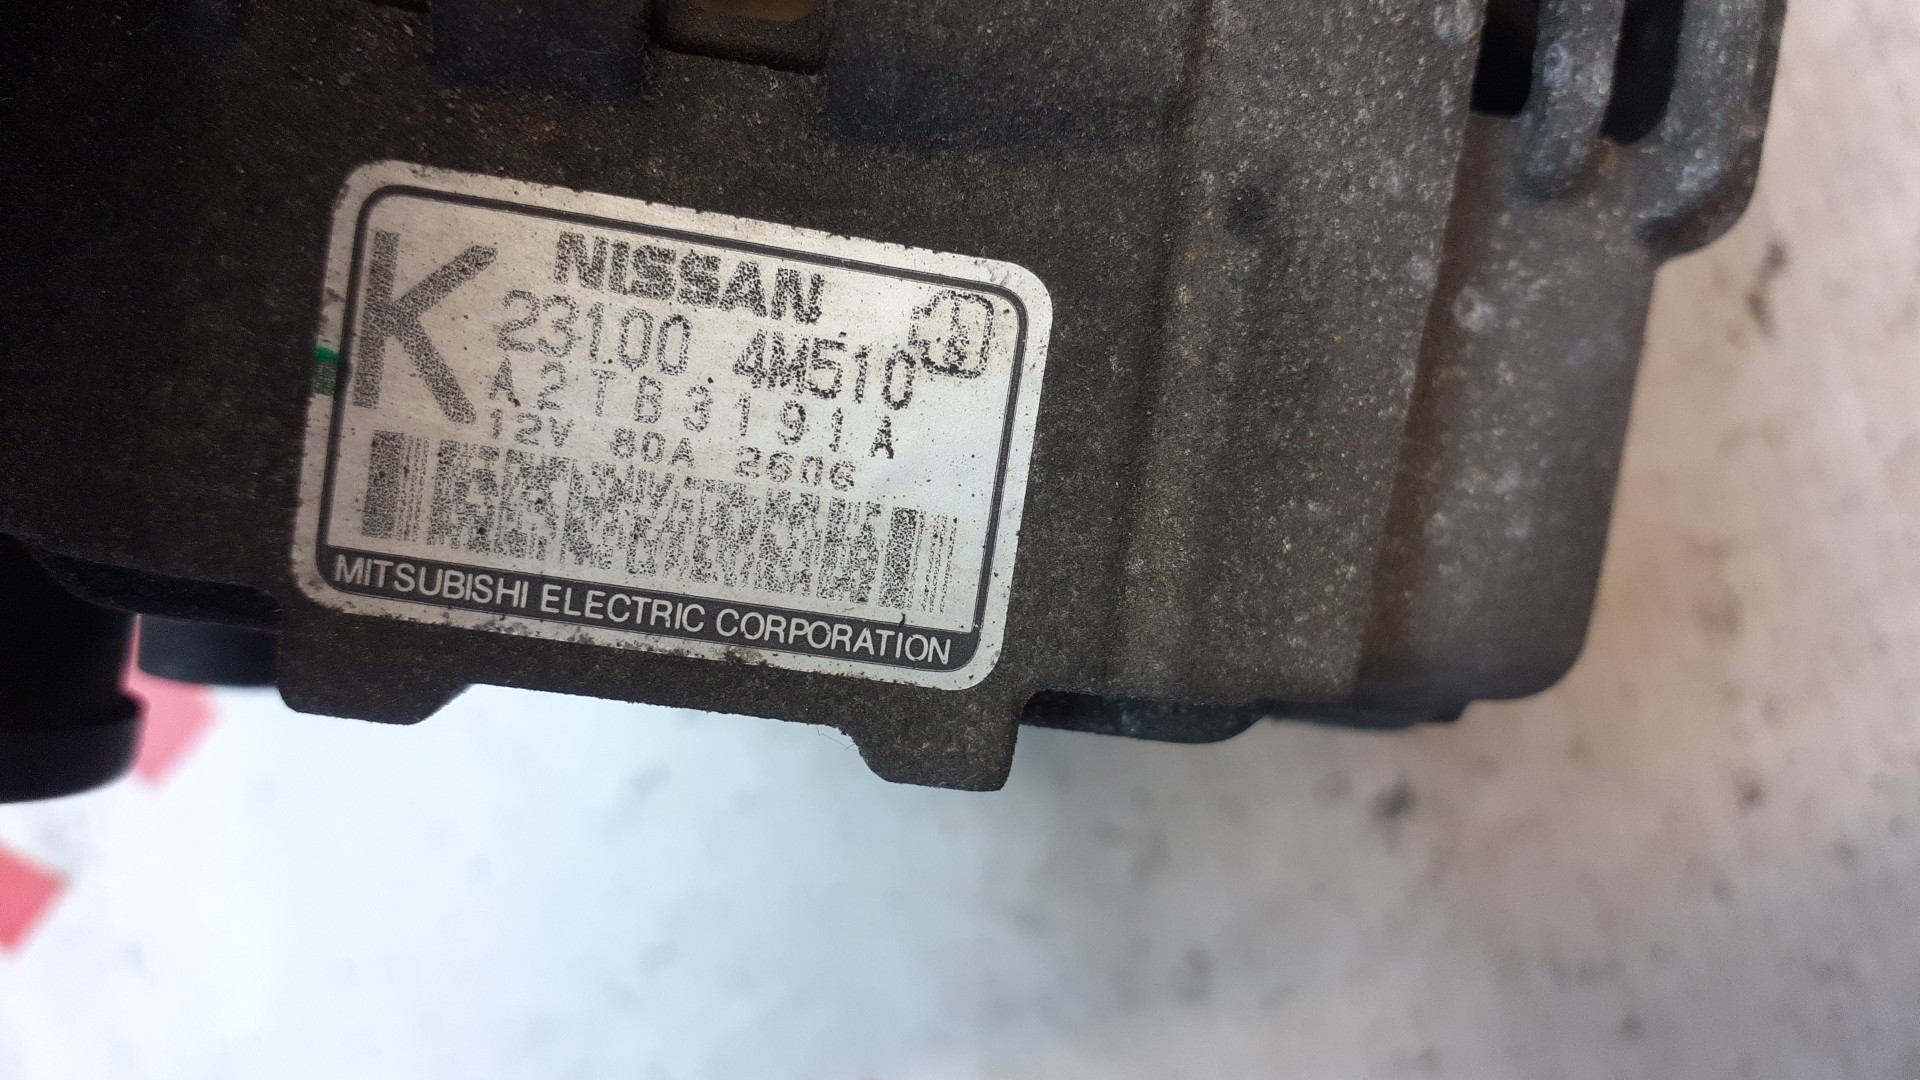 K
NISSAN
23100 4M510
A2TB3191A
12V 80A 2606
MITSUBISHI ELECTRIC CORPORATION